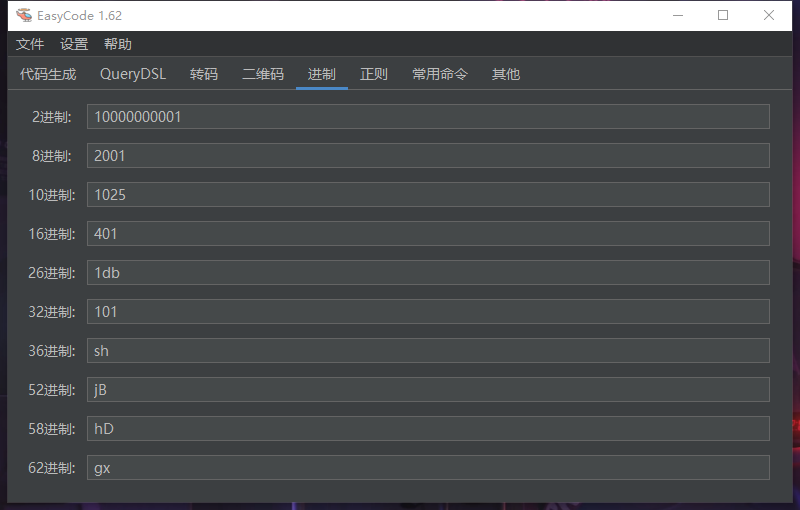 EasyCode 1.62
文件 设置 帮助
代码生成 QueryDSL 转码 二维码 进制 正则 常用命令 其他
2进制: 10000000001
8进制: 2001
10进制: 1025
16进制: 401
26进制: 1db
32进制: 101
36进制: sh
52进制: jB
58进制: hD
62进制: gx